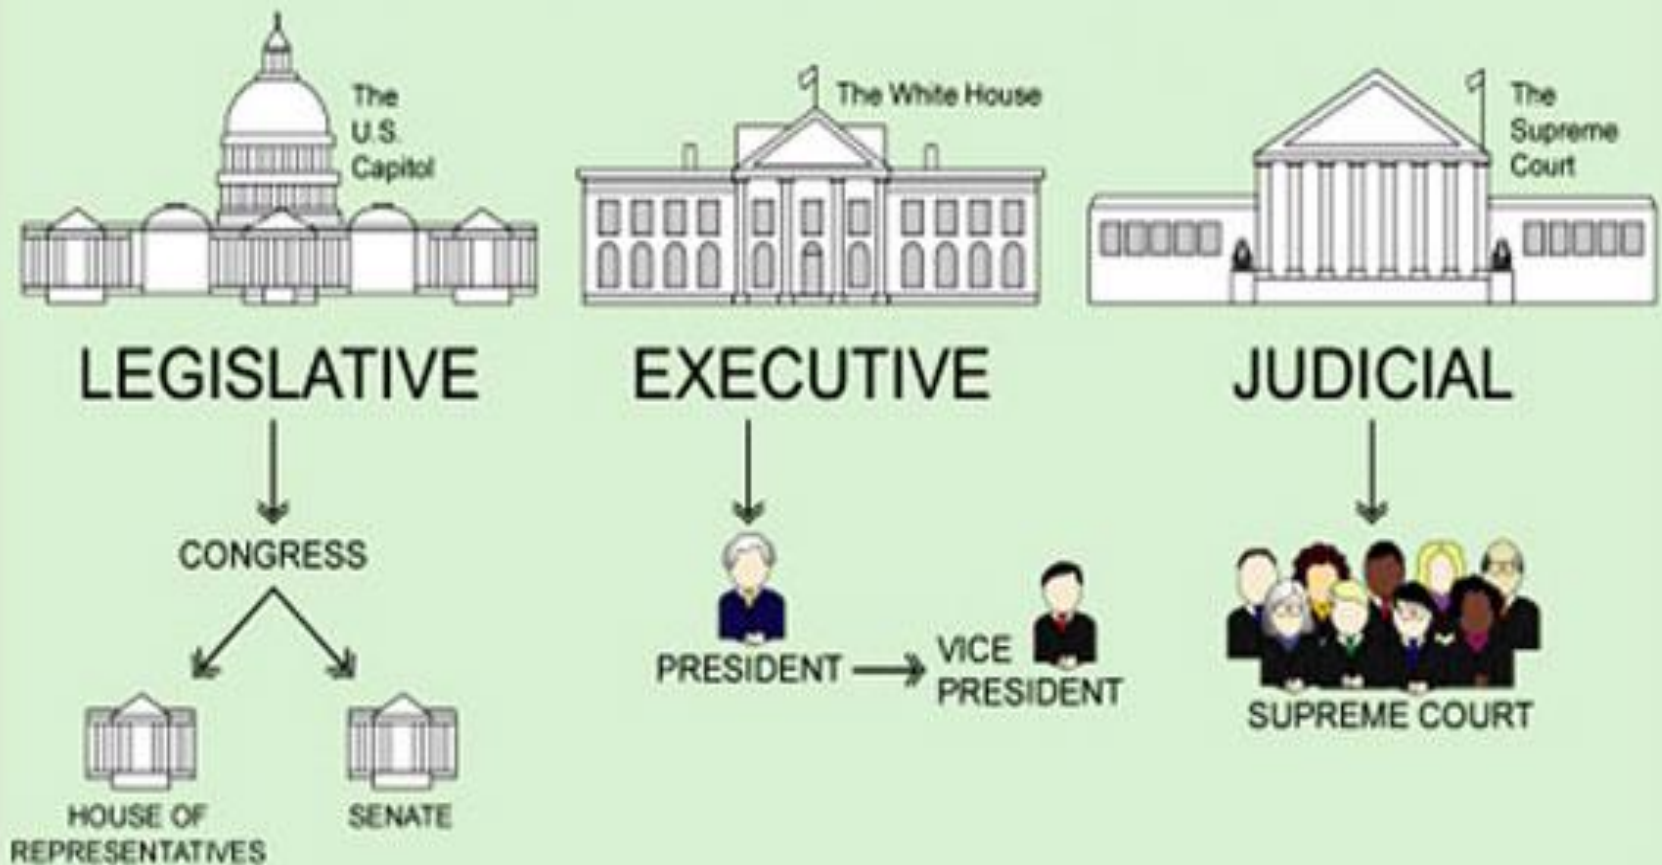 The
U.S.
Capitol
The White House
The
Supreme
Court
LEGISLATIVE
EXECUTIVE
JUDICIAL
CONGRESS
HOUSE OF
REPRESENTATIVES
SENATE
PRESIDENT
VICE
PRESIDENT
SUPREME COURT